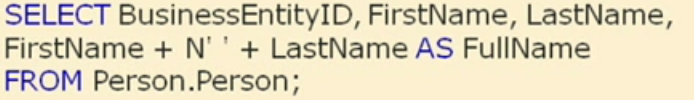 SELECT BusinessEntityID, FirstName, LastName,
FirstName + N' ' + LastName AS FullName
FROM Person.Person;